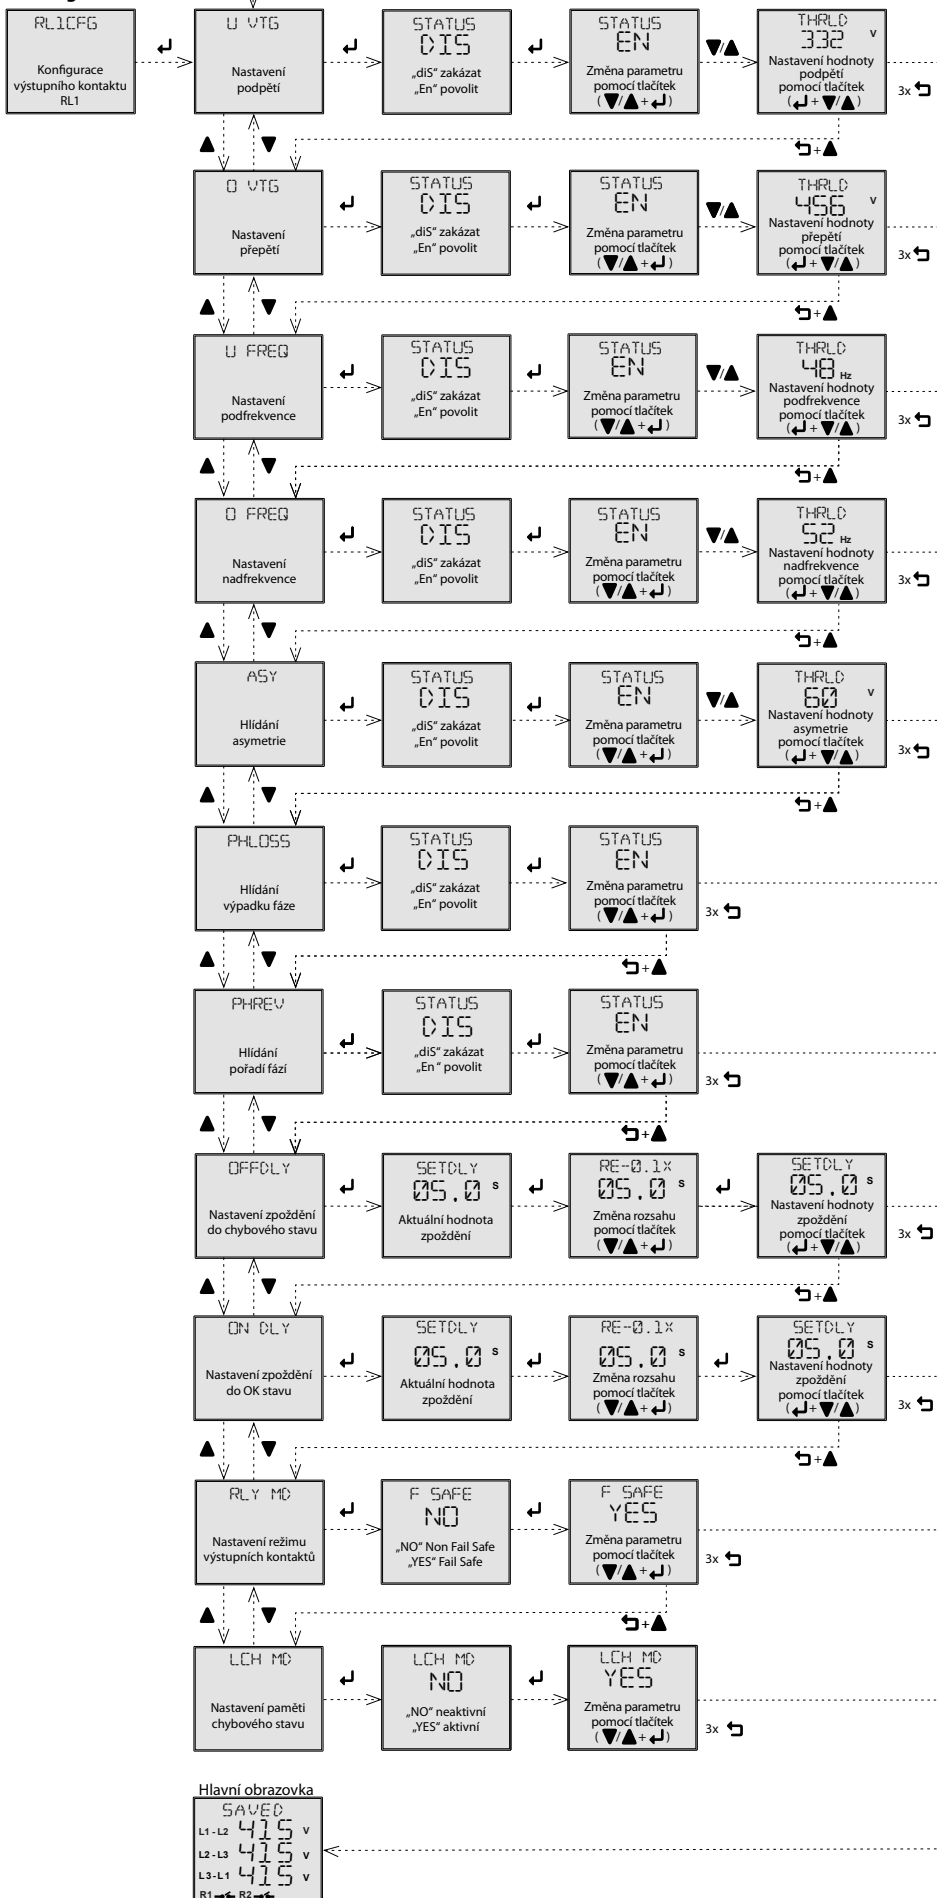 RL1CFG
Konfigurace
výstupního kontaktu
RL1
U VTG
Nastavení
podpětí
STATUS
DIS
„diS“ zakázat
„En“ povolit
STATUS
EN
Změna parametru
pomocí tlačítek
(▼/▲ + ↵)
▼/▲
THRLD
332 V
Nastavení hodnoty
podpětí
pomocí tlačítek
(↵ + ▼/▲)
3x
+▲
O VTG
Nastavení
přepětí
STATUS
DIS
„diS“ zakázat
„En“ povolit
STATUS
EN
Změna parametru
pomocí tlačítek
(▼/▲ + ↵)
▼/▲
THRLD
456 V
Nastavení hodnoty
přepětí
pomocí tlačítek
(↵ + ▼/▲)
3x
+▲
U FREQ
Nastavení
podfrekvence
STATUS
DIS
„diS“ zakázat
„En“ povolit
STATUS
EN
Změna parametru
pomocí tlačítek
(▼/▲ + ↵)
▼/▲
THRLD
48 Hz
Nastavení hodnoty
podfrekvence
pomocí tlačítek
(↵ + ▼/▲)
3x
+▲
O FREQ
Nastavení
nadfrekvence
STATUS
DIS
„diS“ zakázat
„En“ povolit
STATUS
EN
Změna parametru
pomocí tlačítek
(▼/▲ + ↵)
▼/▲
THRLD
52 Hz
Nastavení hodnoty
nadfrekvence
pomocí tlačítek
(↵ + ▼/▲)
3x
+▲
ASY
Hlídání
asymetrie
STATUS
DIS
„diS“ zakázat
„En“ povolit
STATUS
EN
Změna parametru
pomocí tlačítek
(▼/▲ + ↵)
▼/▲
THRLD
60 V
Nastavení hodnoty
asymetrie
pomocí tlačítek
(↵ + ▼/▲)
3x
+▲
PHLOSS
Hlídání
výpadku fáze
STATUS
DIS
„diS“ zakázat
„En“ povolit
STATUS
EN
Změna parametru
pomocí tlačítek
(▼/▲ + ↵)
3x
+▲
PHREV
Hlídání
pořadí fází
STATUS
DIS
„diS“ zakázat
„En“ povolit
STATUS
EN
Změna parametru
pomocí tlačítek
(▼/▲ + ↵)
3x
+▲
OFFDLY
Nastavení zpoždění
do chybového stavu
SETDLY
05.0 s
Aktuální hodnota
zpoždění
RE-0.1X
05.0 s
Změna rozsahu
pomocí tlačítek
(▼/▲ + ↵)
SETDLY
05.0 s
Nastavení hodnoty
zpoždění
pomocí tlačítek
(↵ + ▼/▲)
3x
+▲
ON DLY
Nastavení zpoždění
do OK stavu
SETDLY
05.0 s
Aktuální hodnota
zpoždění
RE-0.1X
05.0 s
Změna rozsahu
pomocí tlačítek
(▼/▲ + ↵)
SETDLY
05.0 s
Nastavení hodnoty
zpoždění
pomocí tlačítek
(↵ + ▼/▲)
3x
+▲
RLY MD
Nastavení režimu
výstupních kontaktů
F SAFE
NO
„NO“ Non Fail Safe
„YES“ Fail Safe
F SAFE
YES
Změna parametru
pomocí tlačítek
(▼/▲ + ↵)
3x
+▲
LCH MD
Nastavení paměti
chybového stavu
LCH MD
NO
„NO“ neaktivní
„YES“ aktivní
LCH MD
YES
Změna parametru
pomocí tlačítek
(▼/▲ + ↵)
3x
Hlavní obrazovka
SAVED
L1-L2 415 V
L2-L3 415 V
L3-L1 415 V
R1 R2